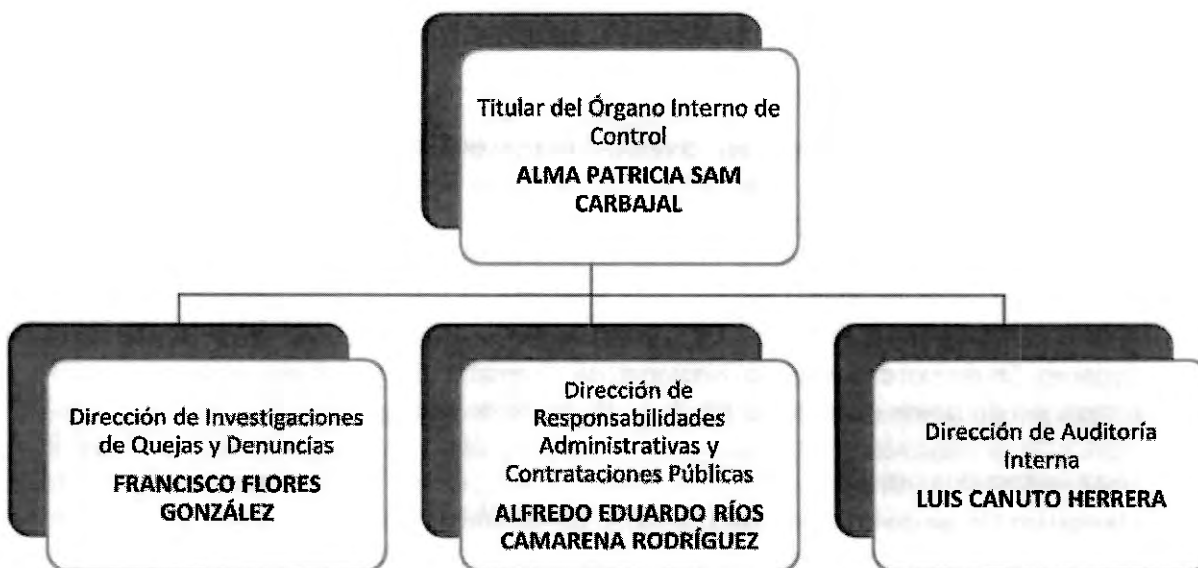 Titular del Órgano Interno de
Control
ALMA PATRICIA SAM
CARBAJAL
Dirección de Investigaciones
de Quejas y Denuncias
FRANCISCO FLORES
GONZÁLEZ
Dirección de
Responsabilidades
Administrativas y
Contrataciones Públicas
ALFREDO EDUARDO RÍOS
CAMARENA RODRÍGUEZ
Dirección de Auditoría
Interna
LUIS CANUTO HERRERA